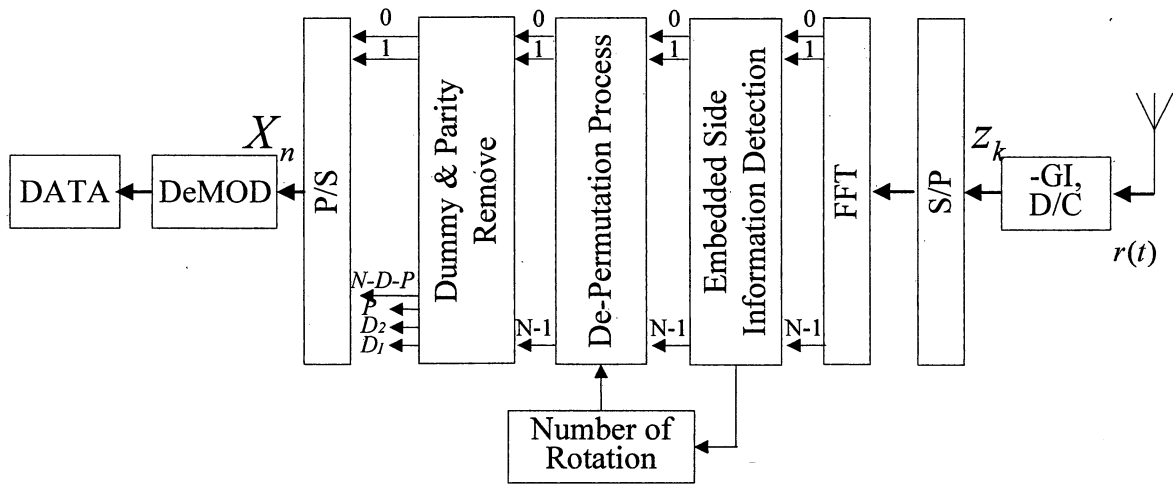 0
1
0
1
0
1
0
1
X_n
z_k
DATA
DeMOD
P/S
Dummy & Parity
Remove
De-Permutation Process
Embedded Side
Information Detection
FFT
S/P
-GI,
D/C
r(t)
N-D-P
P
D_2
D_1
N-1
N-1
N-1
Number of
Rotation